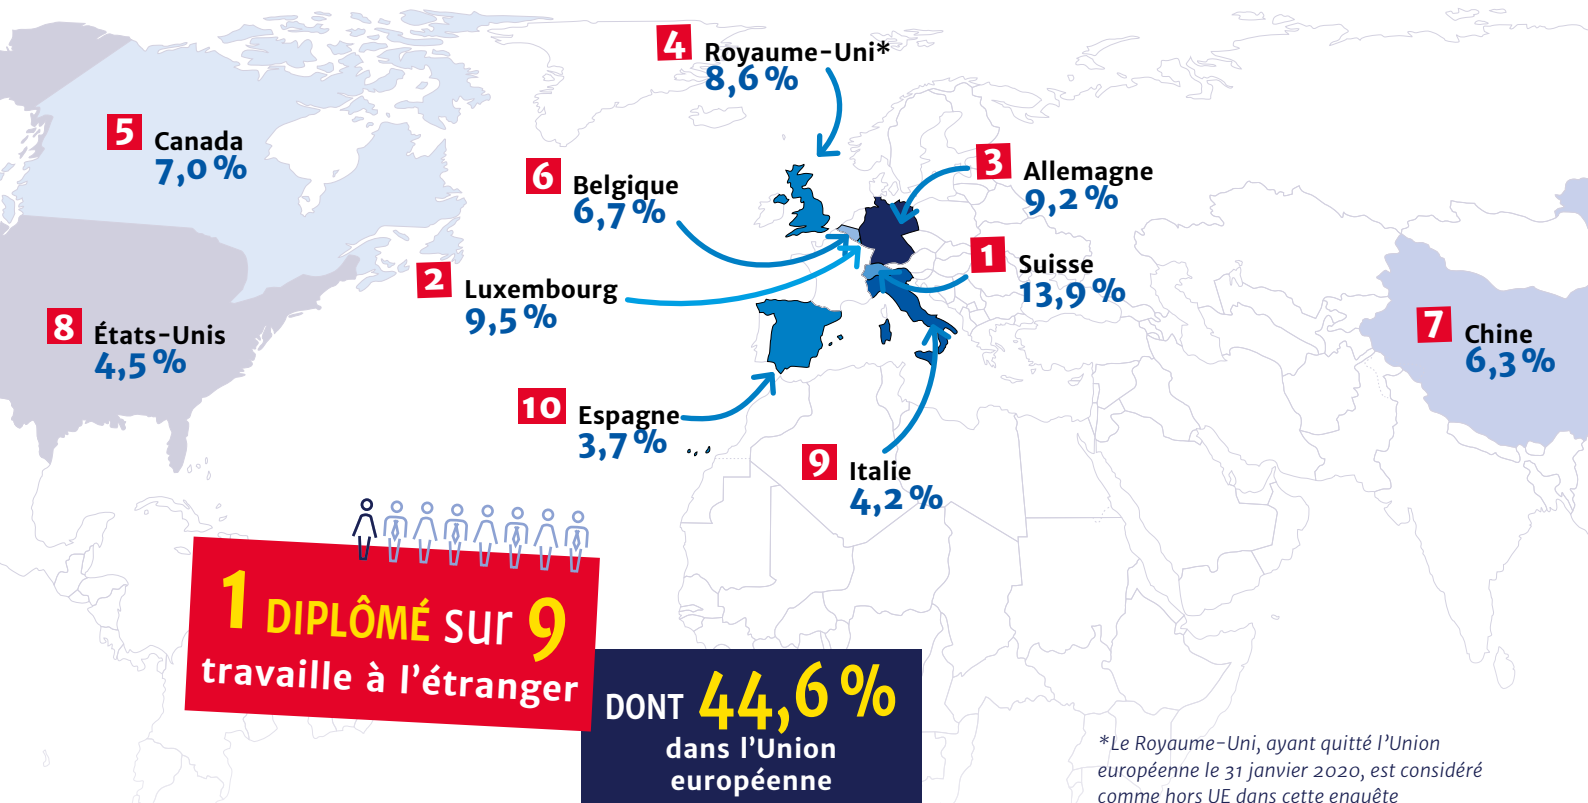 4 Royaume-Uni*
8,6 %
5 Canada
7,0 %
6 Belgique
6,7 %
3 Allemagne
9,2 %
1 Suisse
13,9 %
2 Luxembourg
9,5 %
8 États-Unis
4,5 %
7 Chine
6,3 %
10 Espagne
3,7 %
9 Italie
4,2 %
1 DIPLÔMÉ sur 9
travaille à l'étranger
DONT 44,6 %
dans l'Union
européenne
*Le Royaume-Uni, ayant quitté l'Union
européenne le 31 janvier 2020, est considéré
comme hors UE dans cette enquête